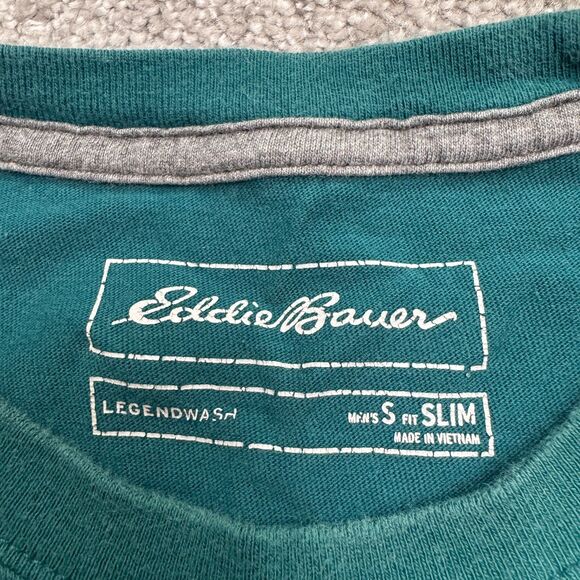 Eddie Bauer
LEGENDWASH
MEN'S S FIT SLIM
MADE IN VIETNAM